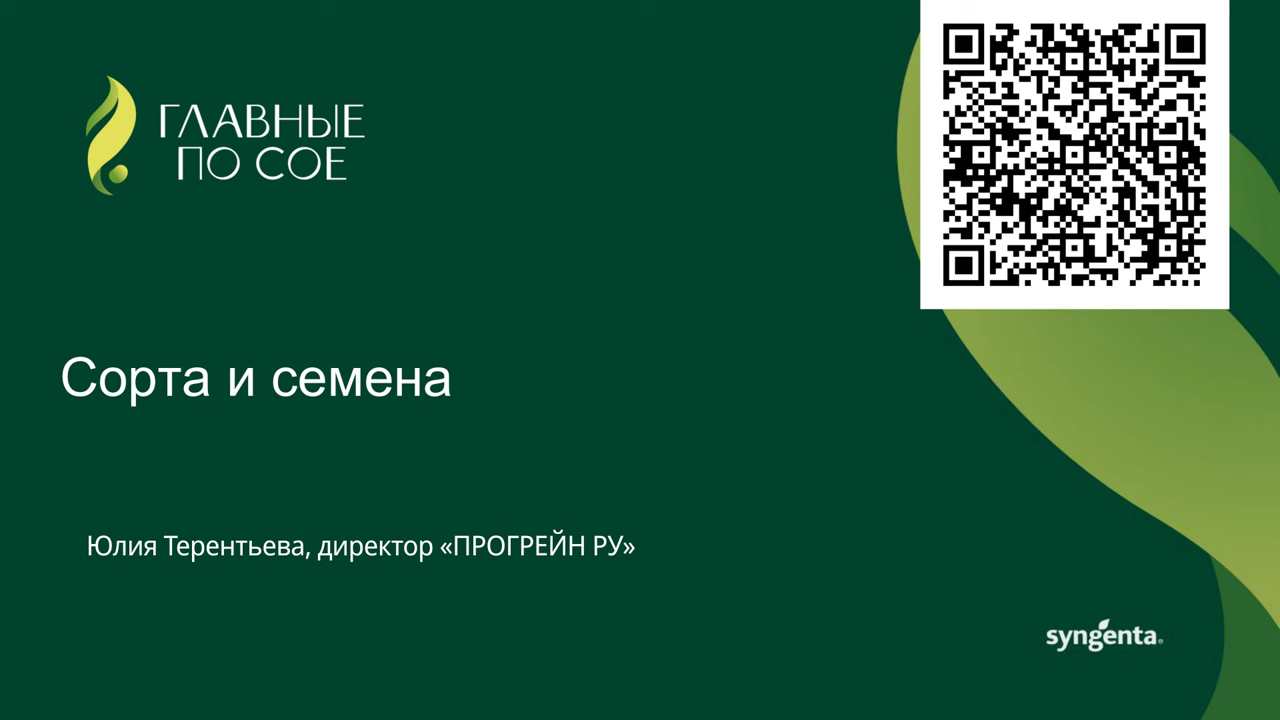 ГЛАВНЫЕ
ПО СОЕ
Сорта и семена
Юлия Терентьева, директор «ПРОГРЕЙН РУ»
syngenta